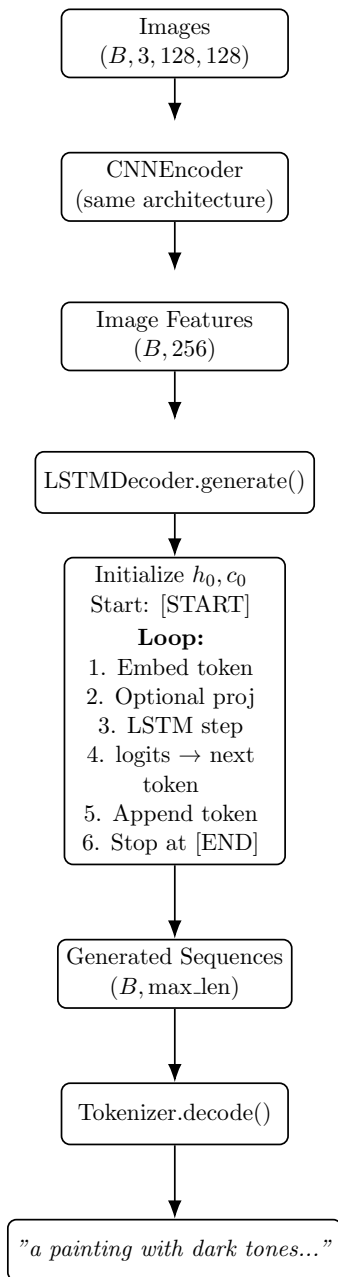 Images
(B, 3, 128, 128)
CNNEncoder
(same architecture)
Image Features
(B, 256)
LSTMDecoder.generate()
Initialize h₀, c₀
Start: [START]
Loop:
1. Embed token
2. Optional proj
3. LSTM step
4. logits → next
token
5. Append token
6. Stop at [END]
Generated Sequences
(B, max_len)
Tokenizer.decode()
”a painting with dark tones...”